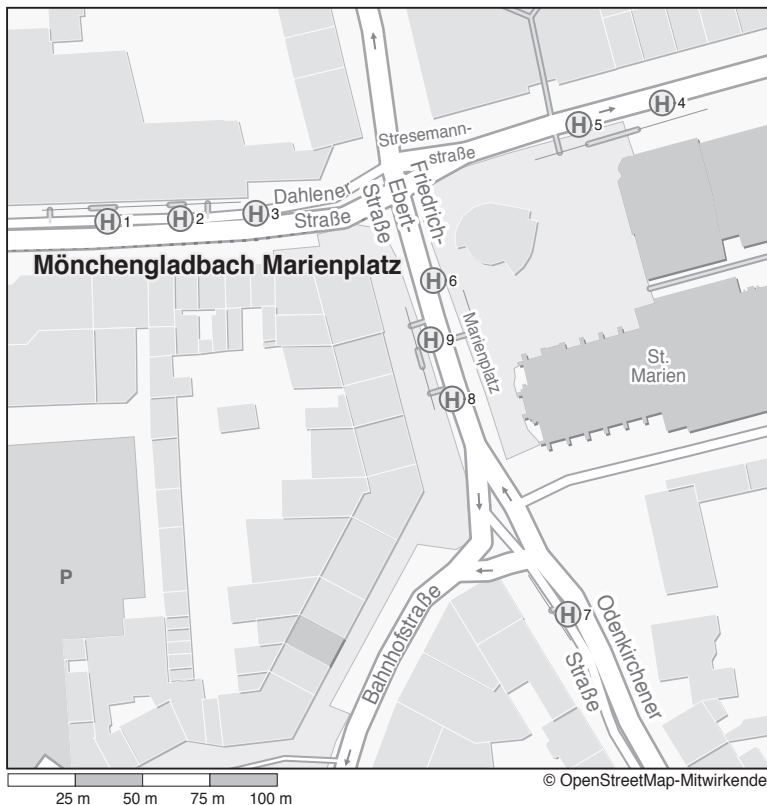 Stresemann-
straße
H 4
H 5
Dahlener
Straße
H 1
H 2
H 3
Friedrich-
Ebert-
Straße
Mönchengladbach Marienplatz
H 6
H 9
H 8
Marienplatz
St.
Marien
P
H 7
Bahnhofstraße
Odenkirchener
Straße
25 m 50 m 75 m 100 m
© OpenStreetMap-Mitwirkende